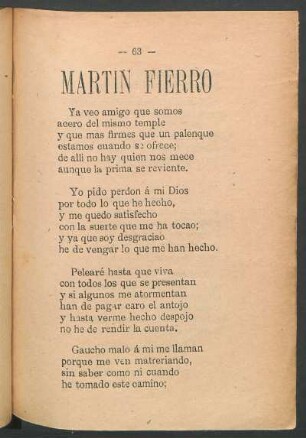 — 63 —
MARTIN FIERRO
Ya veo amigo que somos
acero del mismo temple
y que mas firmes que un palenque
estamos cuando se ofrece;
de allí no hay quien nos mece
aunque la prima se reviente.
Yo pido perdon á mi Dios
por todo lo que he hecho,
y me quedo satisfecho
con la suerte que me ha tocao;
y ya que soy desgraciao
he de vengar lo que me han hecho.
Pelearé hasta que viva
con todos los que se presentan
y si algunos me atormentan
han de pagar caro el antojo
y hasta verme hecho despojo
no he de rendir la cuenta.
Gaucho malo á mi me llaman
porque me ven matreriando,
sin saber como ni cuando
he tomado este camino;